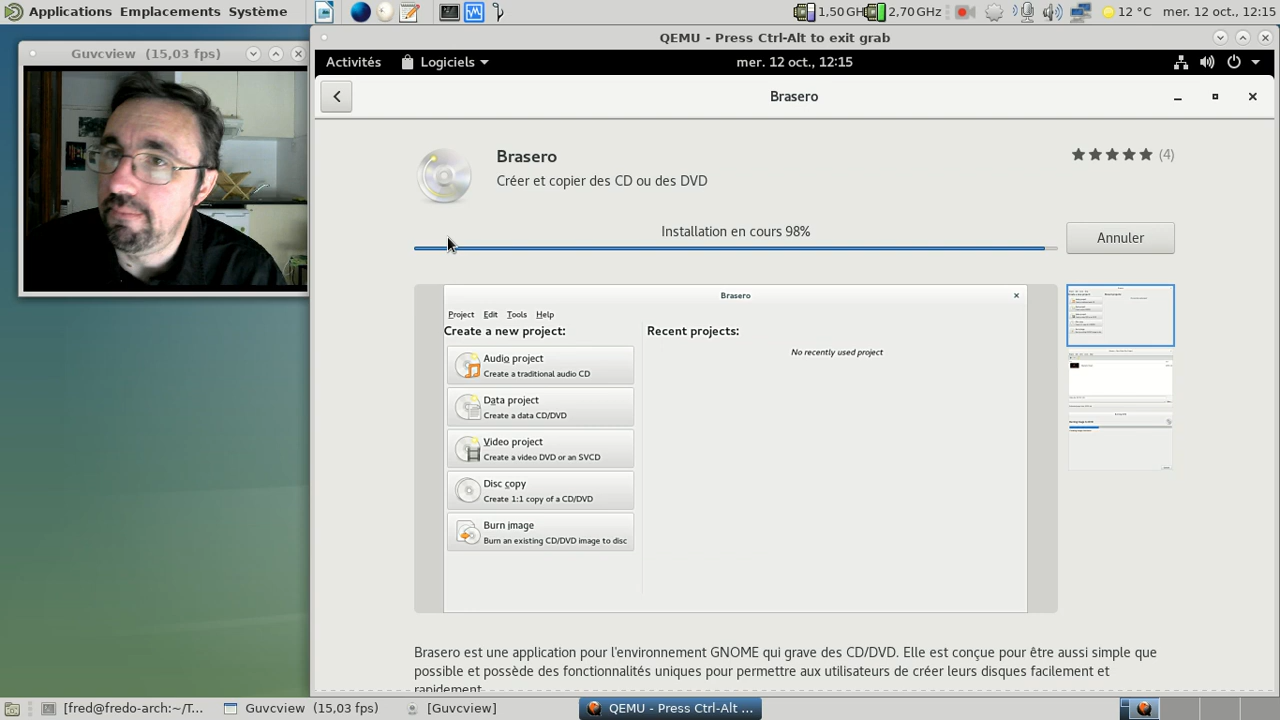 Applications Emplacements Système
1,50 GH 2,70 GHz 12 °C mer. 12 oct., 12:15
Guvcview (15,03 fps)
QEMU - Press Ctrl-Alt to exit grab
Activités Logiciels mer. 12 oct., 12:15
Brasero
Brasero
(4)
Créer et copier des CD ou des DVD
Installation en cours 98%
Annuler
Brasero
Project Edit Tools Help
Create a new project: Recent projects:
No recently used project
Audio project
Create a traditional audio CD
Data project
Create a data CD/DVD
Video project
Create a video DVD or an SVCD
Disc copy
Create 1:1 copy of a CD/DVD
Burn image
Burn an existing CD/DVD image to disc
Brasero est une application pour l'environnement GNOME qui grave des CD/DVD. Elle est conçue pour être aussi simple que
possible et possède des fonctionnalités uniques pour permettre aux utilisateurs de créer leurs disques facilement et
rapidement.
[fred@fredo-arch:~/T... Guvcview (15,03 fps) [Guvcview] QEMU - Press Ctrl-Alt ...